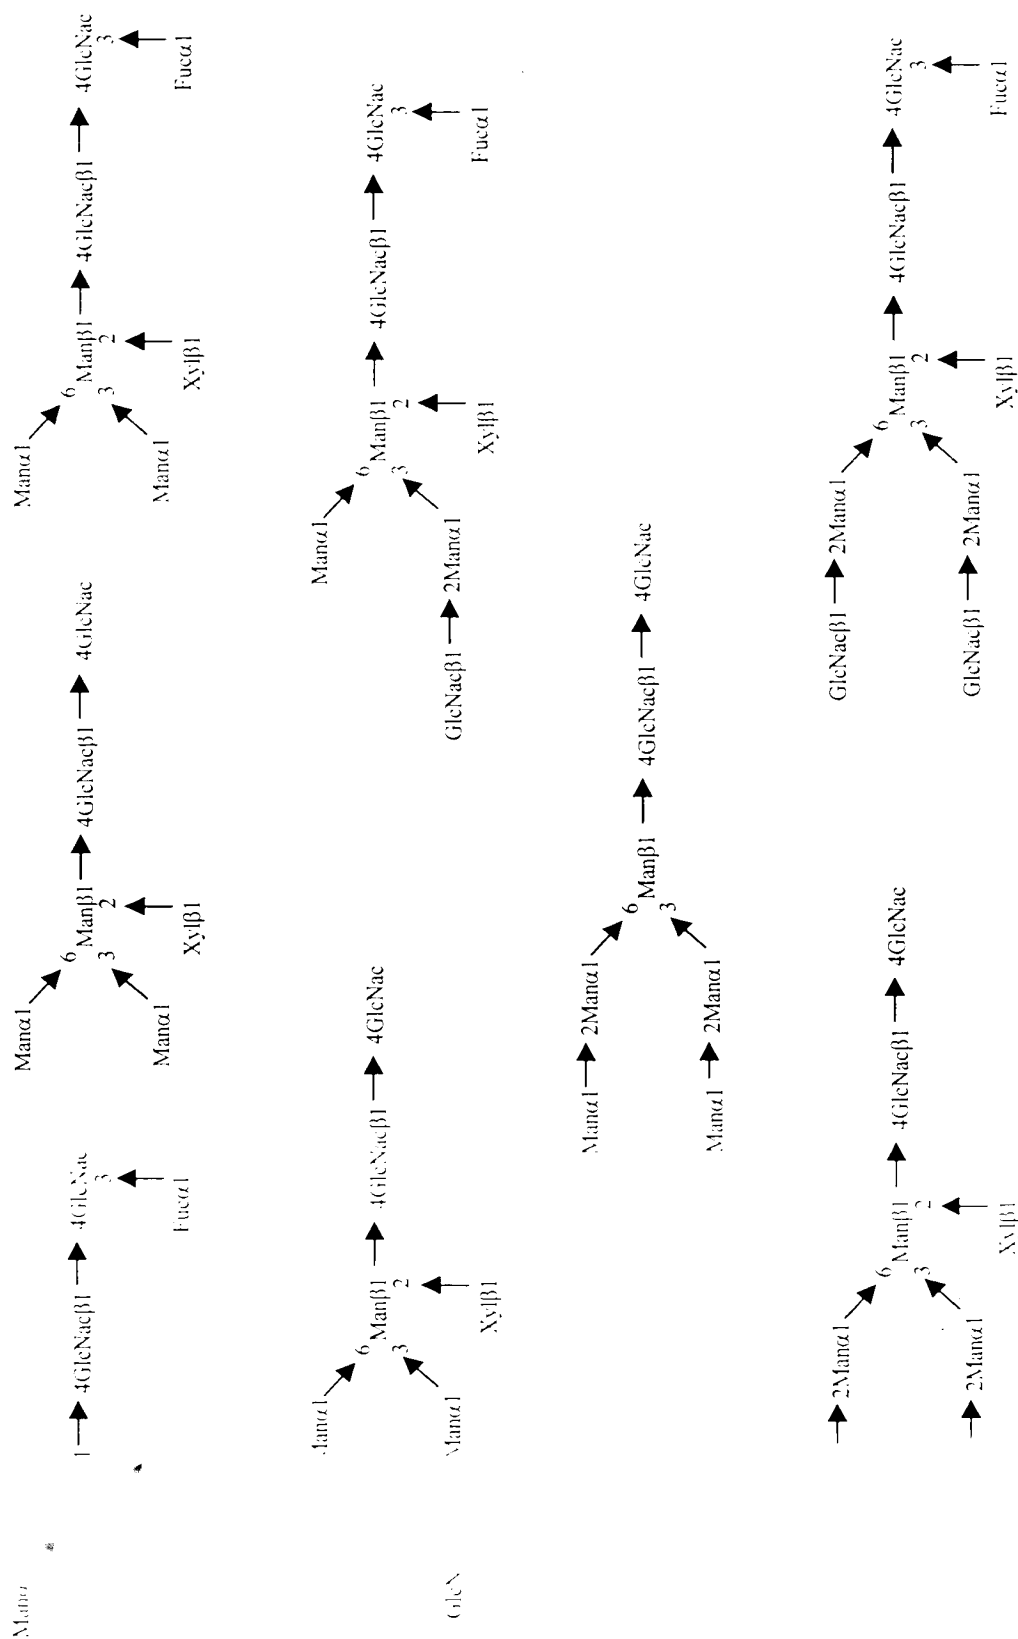 Manα Manα1 Manα1
6 6
1 4GlcNacβ1 4GlcNac Manβ1 4GlcNacβ1 4GlcNac Manβ1 4GlcNacβ1 4GlcNac
3 3 2 3 2 3
Manα1 Manα1
Fucα1 Xylβ1 Xylβ1 Fucα1
Manα1 Manα1
6 6
Manβ1 4GlcNacβ1 4GlcNac Manβ1 4GlcNacβ1 4GlcNac
3 2 3 2 3
GlcN Manα1 GlcNacβ1 2Manα1
Xylβ1 Xylβ1 Fucα1
Manα1 2Manα1
6
Manβ1 4GlcNacβ1 4GlcNac
3
Manα1 2Manα1
2Manα1 GlcNacβ1 2Manα1
6 6
Manβ1 4GlcNacβ1 4GlcNac Manβ1 4GlcNacβ1 4GlcNac
3 2 3 2 3
2Manα1 GlcNacβ1 2Manα1
Xylβ1 Xylβ1 Fucα1